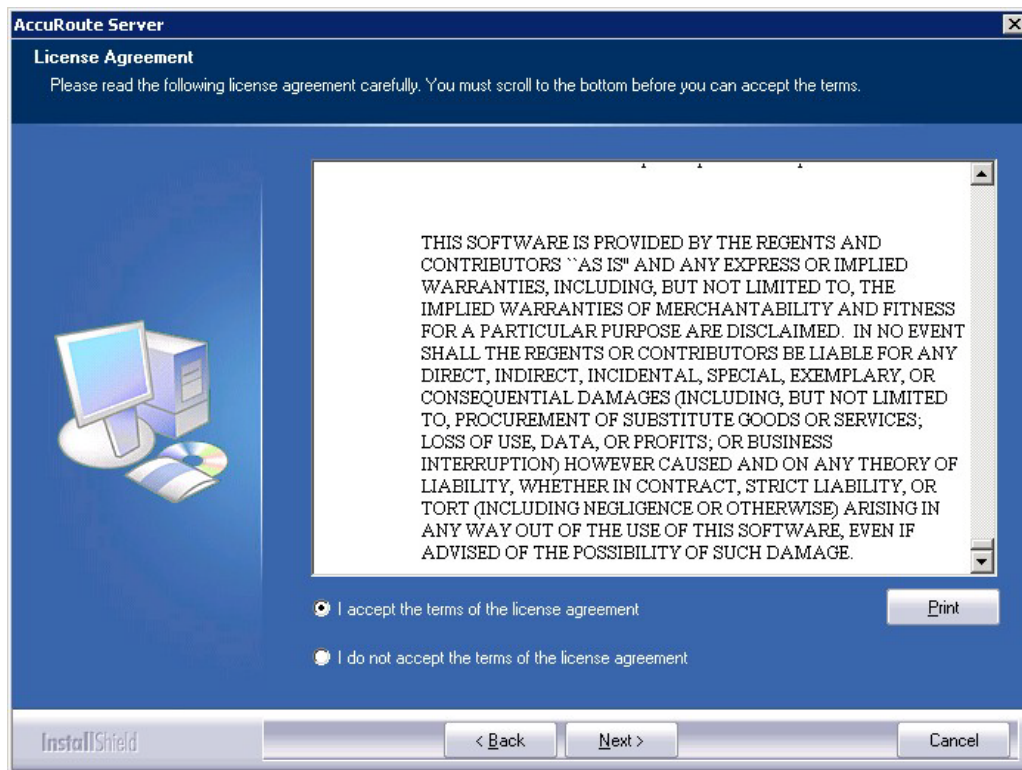 AccuRoute Server
License Agreement
Please read the following license agreement carefully. You must scroll to the bottom before you can accept the terms.
THIS SOFTWARE IS PROVIDED BY THE REGENTS AND
CONTRIBUTORS ``AS IS'' AND ANY EXPRESS OR IMPLIED
WARRANTIES, INCLUDING, BUT NOT LIMITED TO, THE
IMPLIED WARRANTIES OF MERCHANTABILITY AND FITNESS
FOR A PARTICULAR PURPOSE ARE DISCLAIMED.  IN NO EVENT
SHALL THE REGENTS OR CONTRIBUTORS BE LIABLE FOR ANY
DIRECT, INDIRECT, INCIDENTAL, SPECIAL, EXEMPLARY, OR
CONSEQUENTIAL DAMAGES (INCLUDING, BUT NOT LIMITED
TO, PROCUREMENT OF SUBSTITUTE GOODS OR SERVICES;
LOSS OF USE, DATA, OR PROFITS; OR BUSINESS
INTERRUPTION) HOWEVER CAUSED AND ON ANY THEORY OF
LIABILITY, WHETHER IN CONTRACT, STRICT LIABILITY, OR
TORT (INCLUDING NEGLIGENCE OR OTHERWISE) ARISING IN
ANY WAY OUT OF THE USE OF THIS SOFTWARE, EVEN IF
ADVISED OF THE POSSIBILITY OF SUCH DAMAGE.
I accept the terms of the license agreement
Print
I do not accept the terms of the license agreement
InstallShield
< Back
Next >
Cancel